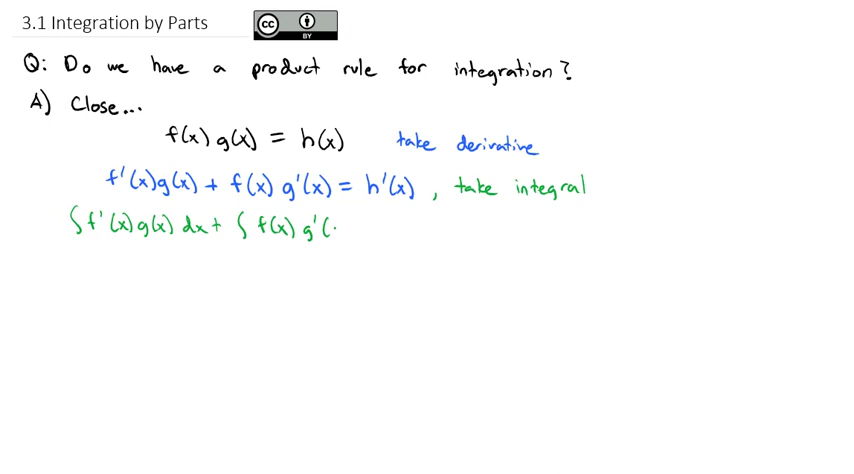 3.1 Integration by Parts
cc BY
Q: Do we have a product rule for integration?
A) Close...
f(x) g(x) = h(x) take derivative
f'(x)g(x) + f(x) g'(x) = h'(x), take integral
∫ f'(x) g(x) dx + ∫ f(x) g'(